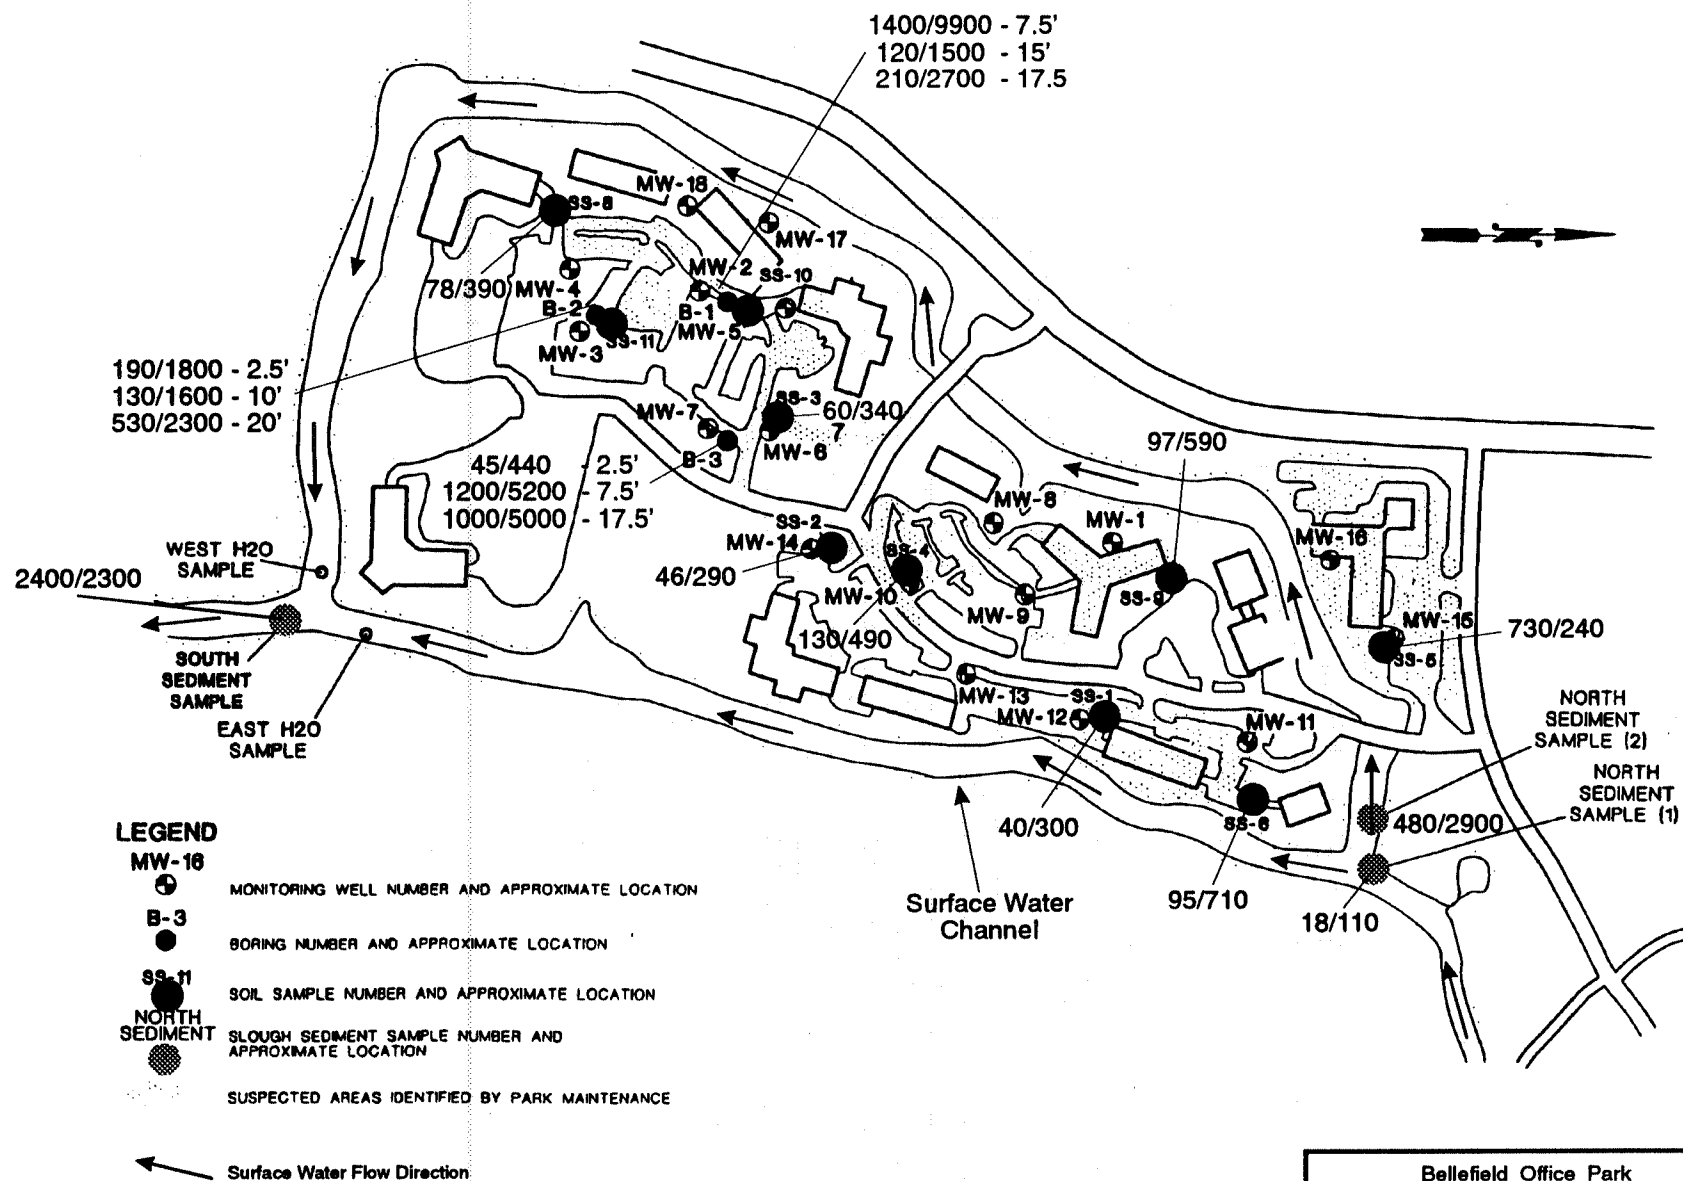 1400/9900 - 7.5'
120/1500 - 15'
210/2700 - 17.5
MW-18
SS-8
MW-17
MW-2
SS-10
78/390
MW-4
B-2
B-1
MW-5
SS-11
MW-3
190/1800 - 2.5'
130/1600 - 10'
530/2300 - 20'
SS-3
60/340
7
MW-7
MW-6
B-3
97/590
45/440 - 2.5'
1200/5200 - 7.5'
1000/5000 - 17.5'
MW-8
SS-2
MW-1
MW-14
MW-16
WEST H2O
SAMPLE
SS-4
46/290
2400/2300
MW-10
SS-9
MW-9
MW-15
730/240
130/490
SS-5
SOUTH
SEDIMENT
SAMPLE
MW-13
SS-1
MW-12
MW-11
NORTH
SEDIMENT
SAMPLE (2)
EAST H2O
SAMPLE
NORTH
SEDIMENT
SAMPLE (1)
40/300
SS-6
480/2900
95/710
18/110
Surface Water
Channel
LEGEND
MW-16
MONITORING WELL NUMBER AND APPROXIMATE LOCATION
B-3
BORING NUMBER AND APPROXIMATE LOCATION
SS-11
SOIL SAMPLE NUMBER AND APPROXIMATE LOCATION
NORTH
SEDIMENT
SLOUGH SEDIMENT SAMPLE NUMBER AND
APPROXIMATE LOCATION
SUSPECTED AREAS IDENTIFIED BY PARK MAINTENANCE
Surface Water Flow Direction
Bellefield Office Park